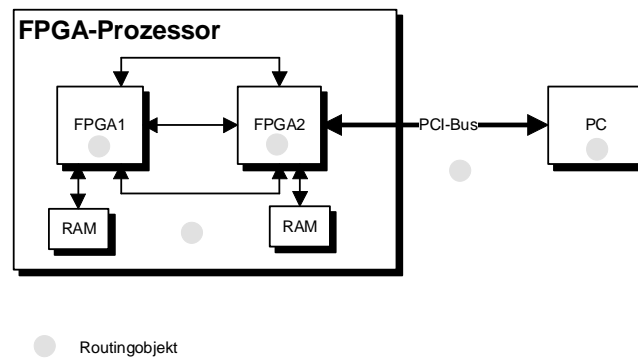 FPGA-Prozessor
FPGA1
FPGA2
PCI-Bus
PC
RAM
RAM
Routingobjekt